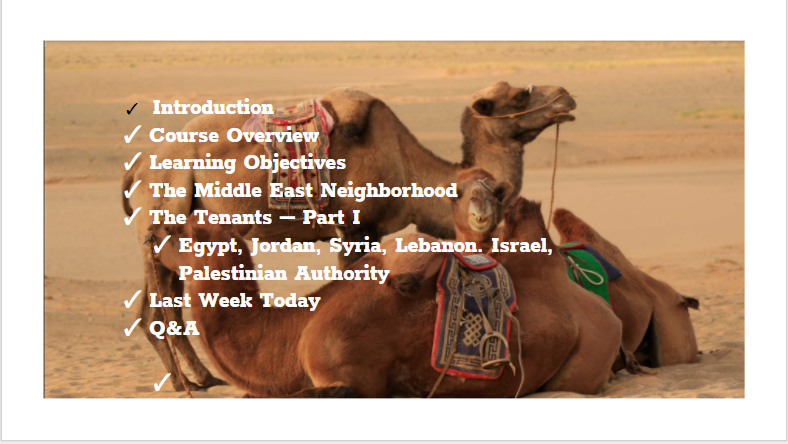 ✓ Introduction
✓ Course Overview
✓ Learning Objectives
✓ The Middle East Neighborhood
✓ The Tenants — Part I
✓ Egypt, Jordan, Syria, Lebanon. Israel,
Palestinian Authority
✓ Last Week Today
✓ Q&A
✓